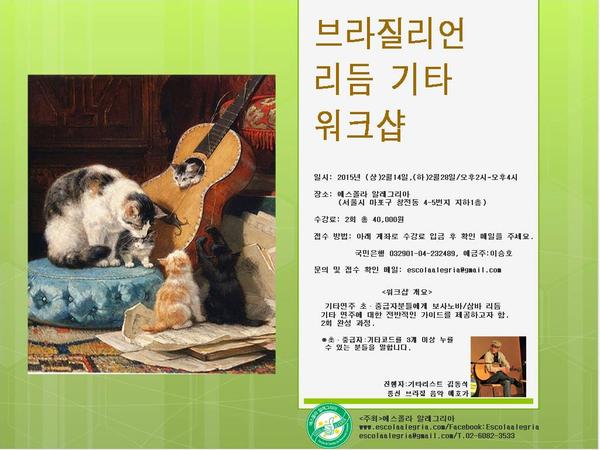 브라질리언
리듬 기타
워크샵
일시: 2015년 (상)2월14일,(하)2월28일/오후2시-오후4시
장소: 에스꼴라 알레그리아
(서울시 마포구 창전동 4-5번지 지하1층)
수강료: 2회 총 40,000원
접수 방법: 아래 계좌로 수강료 입금 후 확인 메일을 주세요.
국민은행 032901-04-232489, 예금주:이승호
문의 및 접수 확인 메일: escolaalegria@gmail.com
<워크샵 개요>
기타연주 초·중급자분들에게 보사노바/삼바 리듬
기타 연주에 대한 전반적인 가이드를 제공하고자 함.
2회 완성 과정.
※초·중급자:기타코드를 3개 이상 누를
수 있는 분들을 말합니다.
진행자:기타리스트 김동석
좋선 브라질 음악 애호가
<주최>에스꼴라 알레그리아
www.escolaalegria.com/Facebook:Escolaalegria
escolaalegria@gmail.com/T.02-6082-3533